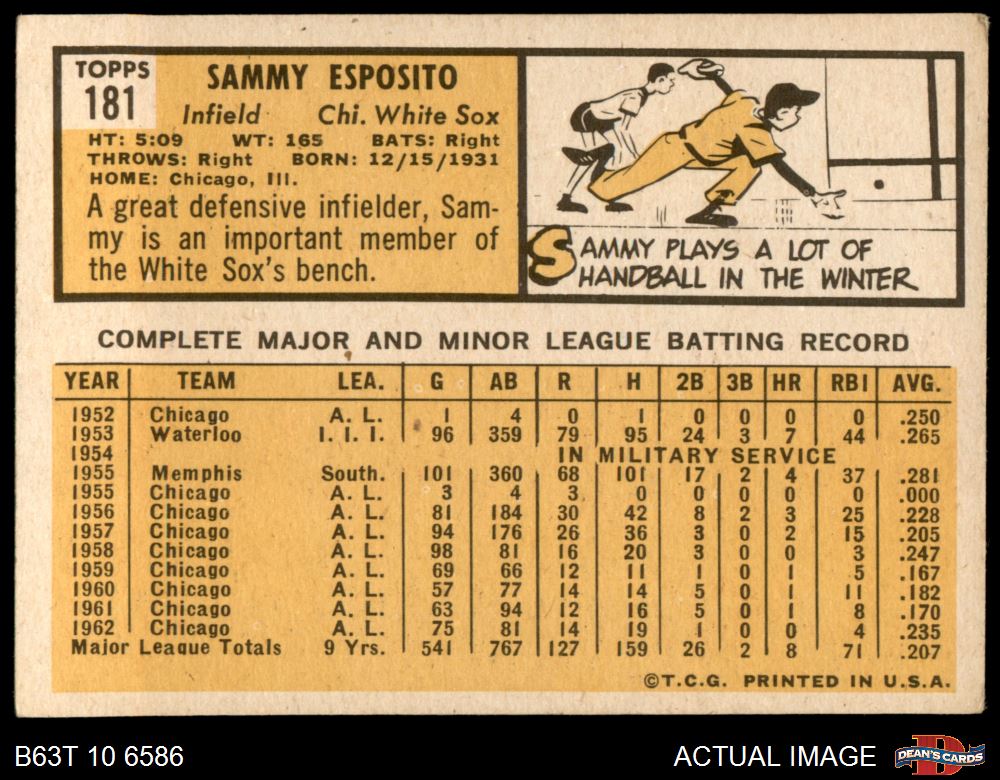 TOPPS
181
SAMMY ESPOSITO
Infield Chi. White Sox
HT: 5:09 WT: 165 BATS: Right
THROWS: Right BORN: 12/15/1931
HOME: Chicago, Ill.
A great defensive infielder, Sam-
my is an important member of
the White Sox's bench.
SAMMY PLAYS A LOT OF
HANDBALL IN THE WINTER
COMPLETE MAJOR AND MINOR LEAGUE BATTING RECORD
YEAR TEAM LEA. G AB R H 2B 3B HR RBI AVG.
1952 Chicago A. L. 1 4 0 1 0 0 0 0 .250
1953 Waterloo I. I. I. 96 359 79 95 24 3 7 44 .265
1954 IN MILITARY SERVICE
1955 Memphis South. 101 360 68 101 17 2 4 37 .281
1955 Chicago A. L. 3 4 3 0 0 0 0 0 .000
1956 Chicago A. L. 81 184 30 42 8 2 3 25 .228
1957 Chicago A. L. 94 176 26 36 3 0 2 15 .205
1958 Chicago A. L. 98 81 16 20 3 0 0 3 .247
1959 Chicago A. L. 69 66 12 11 1 0 1 5 .167
1960 Chicago A. L. 57 77 14 14 5 0 1 11 .182
1961 Chicago A. L. 63 94 12 16 5 0 1 8 .170
1962 Chicago A. L. 75 81 14 19 1 0 0 4 .235
Major League Totals 9 Yrs. 541 767 127 159 26 2 8 71 .207
©T.C.G. PRINTED IN U.S.A.
B63T 10 6586 ACTUAL IMAGE
D
DEAN'S CARDS